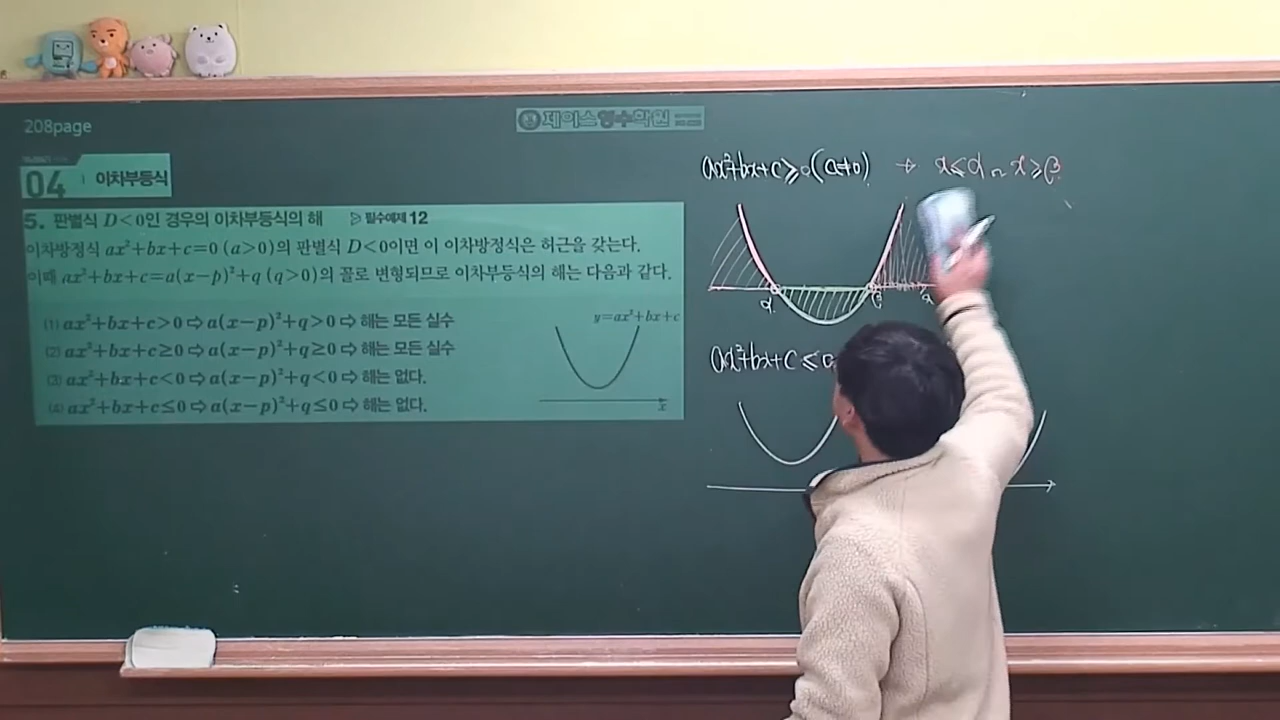 208page
제이스영수학원
04 이차부등식
5. 판별식 D<0인 경우의 이차부등식의 해 ▷ 필수예제 12
이차방정식 ax²+bx+c=0 (a>0)의 판별식 D<0이면 이 이차방정식은 허근을 갖는다.
이때 ax²+bx+c=a(x-p)²+q (q>0)의 꼴로 변형되므로 이차부등식의 해는 다음과 같다.
(1) ax²+bx+c>0 ⇨ a(x-p)²+q>0 ⇨ 해는 모든 실수
(2) ax²+bx+c≥0 ⇨ a(x-p)²+q≥0 ⇨ 해는 모든 실수
(3) ax²+bx+c<0 ⇨ a(x-p)²+q<0 ⇨ 해는 없다.
(4) ax²+bx+c≤0 ⇨ a(x-p)²+q≤0 ⇨ 해는 없다.
y=ax²+bx+c
x
ax²+bx+c≥0(a≠0) → x≤α or x≥β
α β
ax²+bx+c≤0